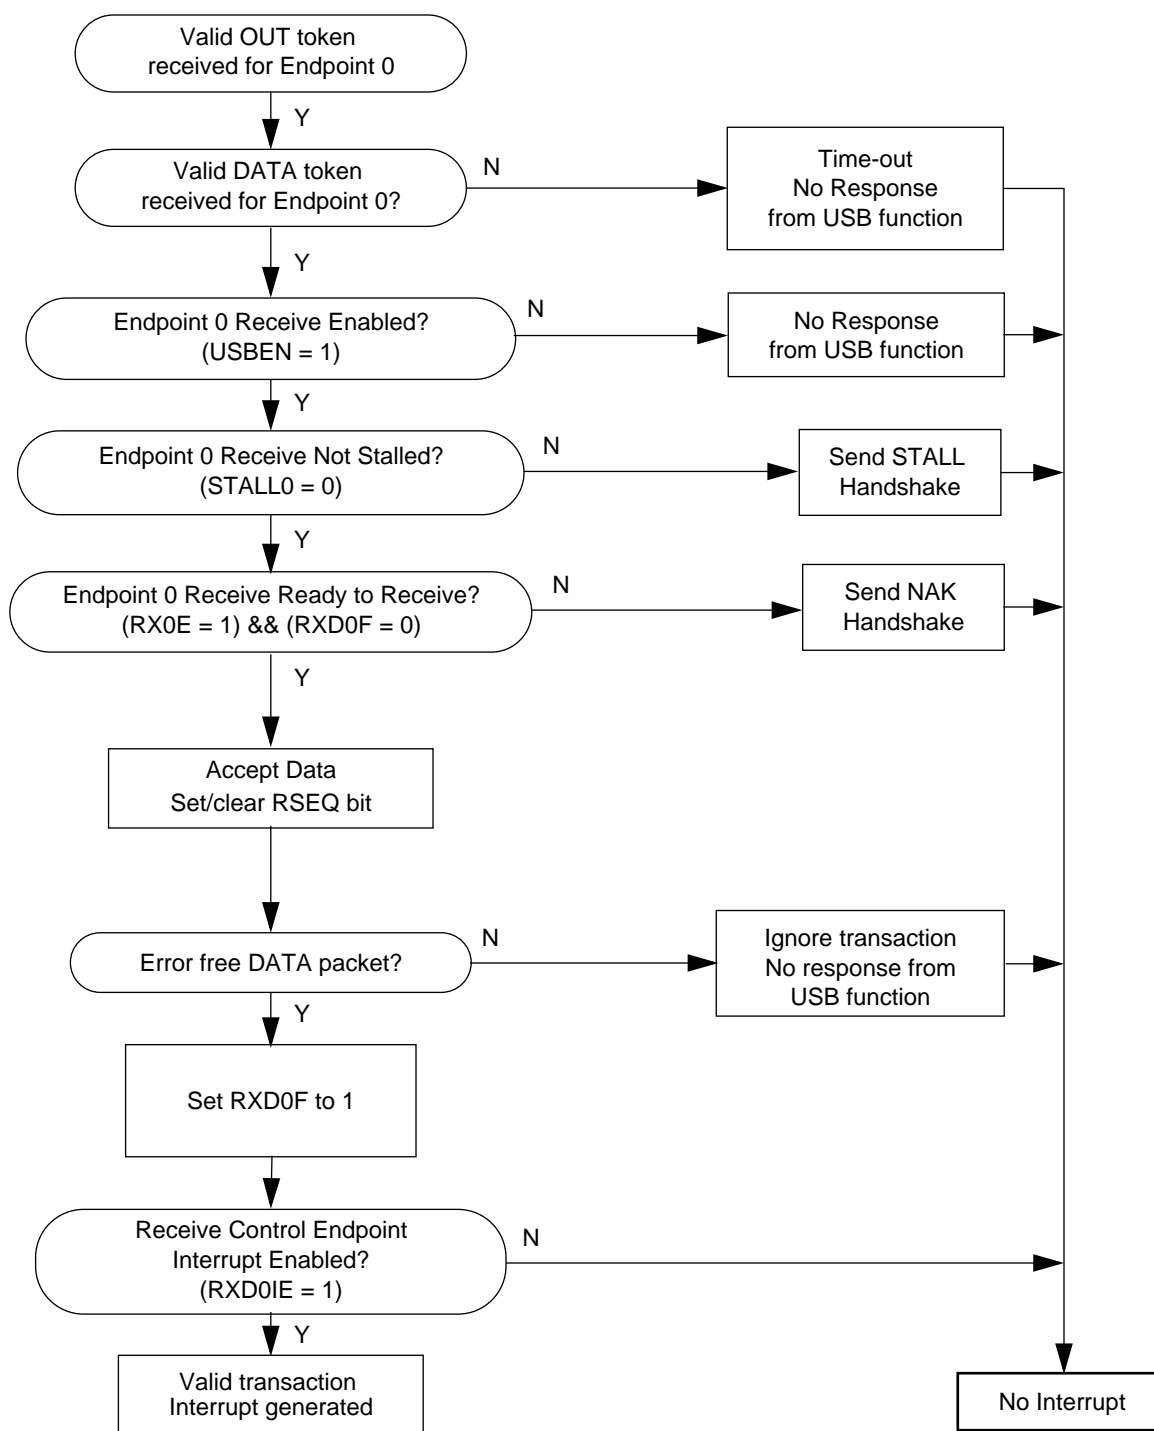 Valid OUT token
received for Endpoint 0
Y
Valid DATA token
received for Endpoint 0?
N
Time-out
No Response
from USB function
Y
Endpoint 0 Receive Enabled?
(USBEN = 1)
N
No Response
from USB function
Y
Endpoint 0 Receive Not Stalled?
(STALL0 = 0)
N
Send STALL
Handshake
Y
Endpoint 0 Receive Ready to Receive?
(RX0E = 1) && (RXD0F = 0)
N
Send NAK
Handshake
Y
Accept Data
Set/clear RSEQ bit
Error free DATA packet?
N
Ignore transaction
No response from
USB function
Y
Set RXD0F to 1
Receive Control Endpoint
Interrupt Enabled?
(RXD0IE = 1)
N
Y
Valid transaction
Interrupt generated
No Interrupt